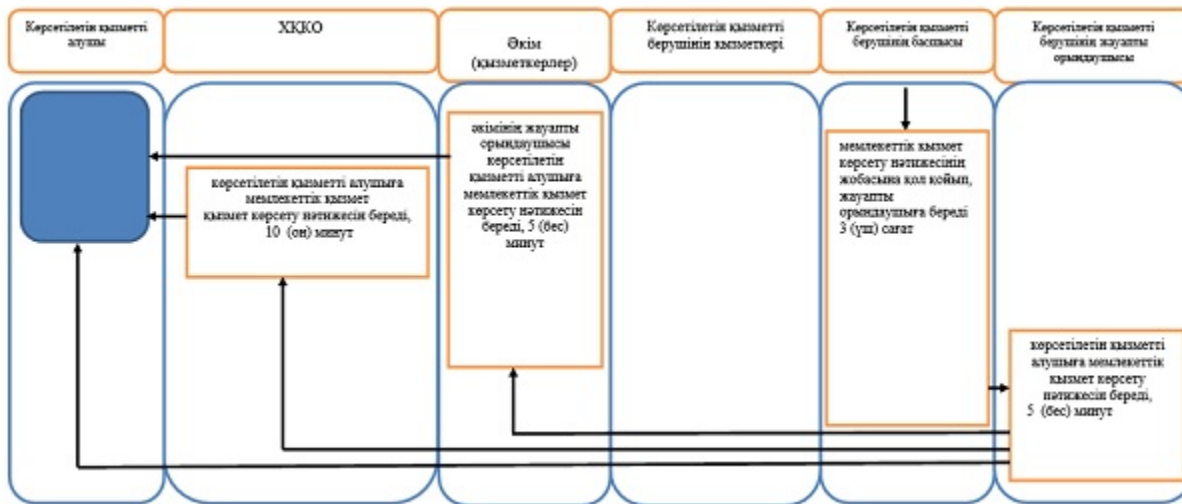 Көрсетілетін қызметті
алушы
ХҚКО
Әкім
(қызметкерлер)
Көрсетілетін қызметті
берушінің қызметкері
Көрсетілетін қызметті
берушінің басшысы
Көрсетілетін қызметті
берушінің жауапты
орындаушысы
көрсетілетін қызметті алушыға
мемлекеттік қызмет
қызмет көрсету нәтижесін береді,
10 (он) минут
әкімінің жауапты
орындаушысы
көрсетілетін
қызметті алушыға
мемлекеттік қызмет
көрсету нәтижесін
береді, 5 (бес)
минут
мемлекеттік қызмет
көрсету нәтижесінің
жобасына қол қойып,
жауапты
орындаушыға береді
3 (үш) сағат
көрсетілетін қызметті
алушыға мемлекеттік
қызмет көрсету
нәтижесін береді,
5 (бес) минут